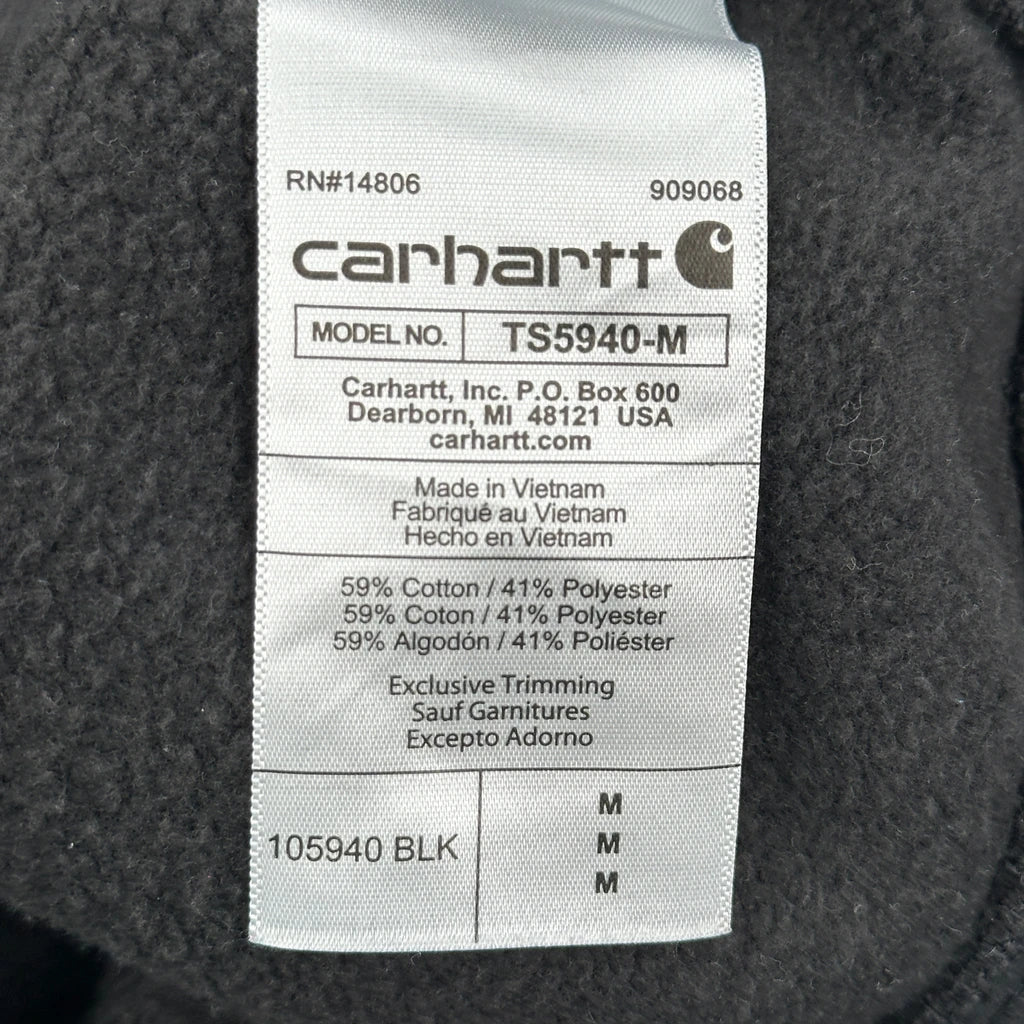 RN#14806 909068
carhartt
MODEL NO. TS5940-M
Carhartt, Inc. P.O. Box 600
Dearborn, MI 48121 USA
carhartt.com
Made in Vietnam
Fabriqué au Vietnam
Hecho en Vietnam
59% Cotton / 41% Polyester
59% Coton / 41% Polyester
59% Algodón / 41% Poliéster
Exclusive Trimming
Sauf Garnitures
Excepto Adorno
105940 BLK
M
M
M